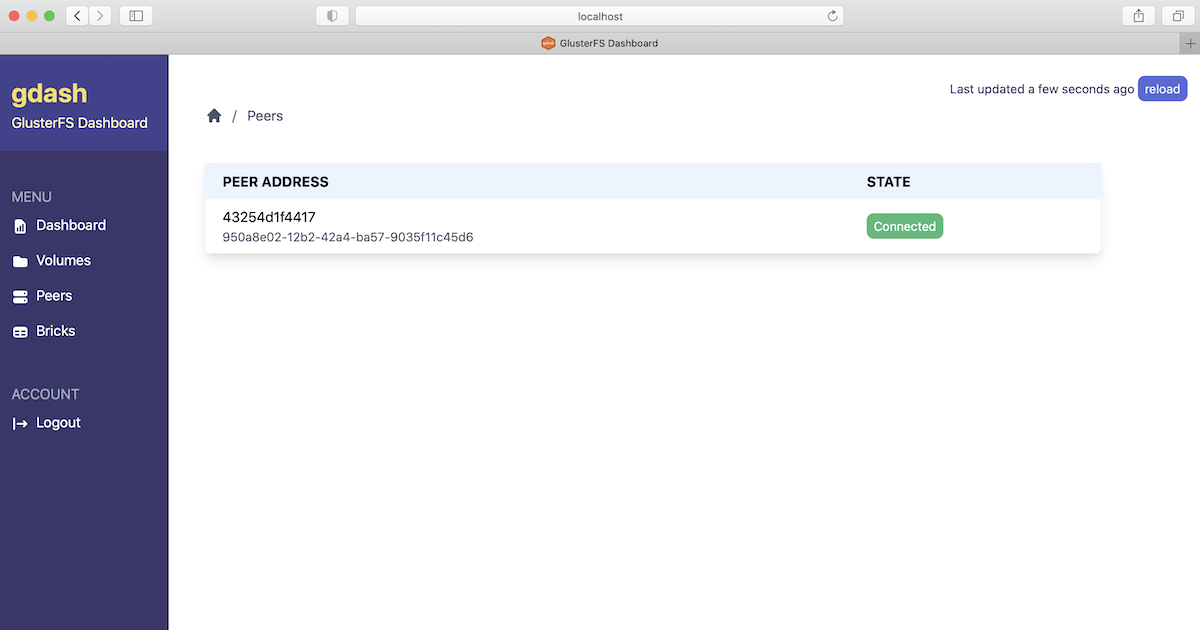 localhost
GlusterFS Dashboard
gdash
GlusterFS Dashboard
MENU
Dashboard
Volumes
Peers
Bricks
ACCOUNT
Logout
Last updated a few seconds ago reload
/ Peers
PEER ADDRESS STATE
43254d1f4417
950a8e02-12b2-42a4-ba57-9035f11c45d6
Connected